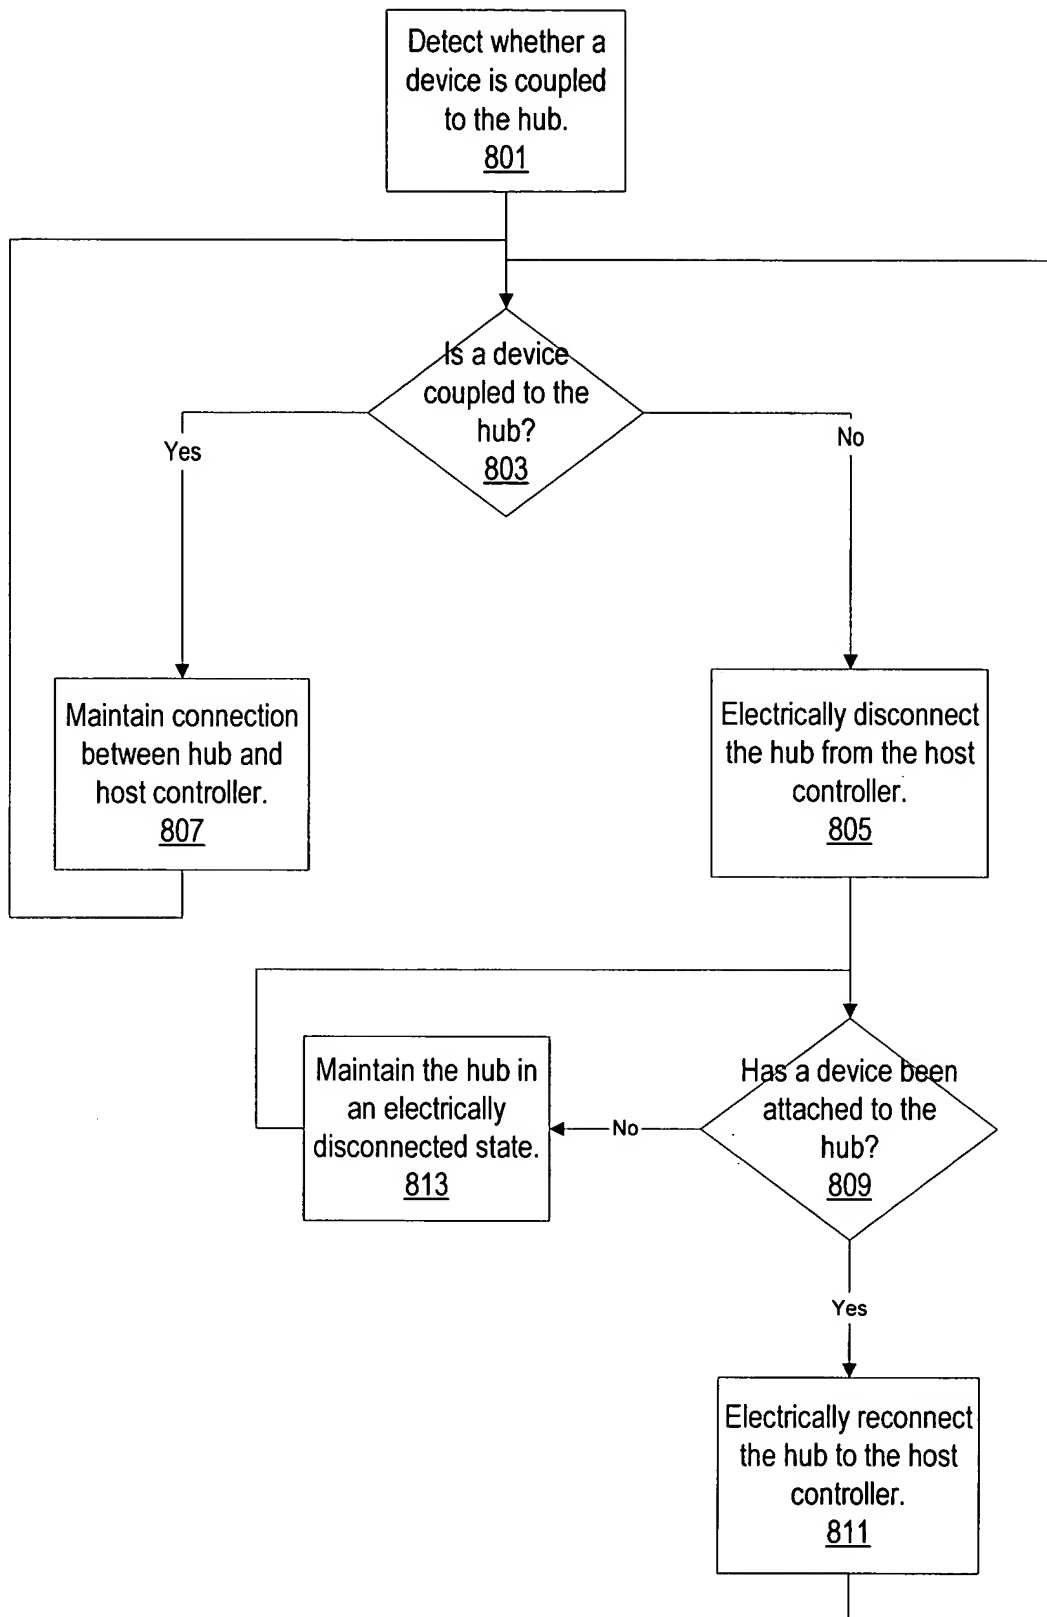 Detect whether a
device is coupled
to the hub.
801
Is a device
coupled to the
hub?
803
Yes
No
Maintain connection
between hub and
host controller.
807
Electrically disconnect
the hub from the host
controller.
805
Maintain the hub in
an electrically
disconnected state.
813
No
Has a device been
attached to the
hub?
809
Yes
Electrically reconnect
the hub to the host
controller.
811